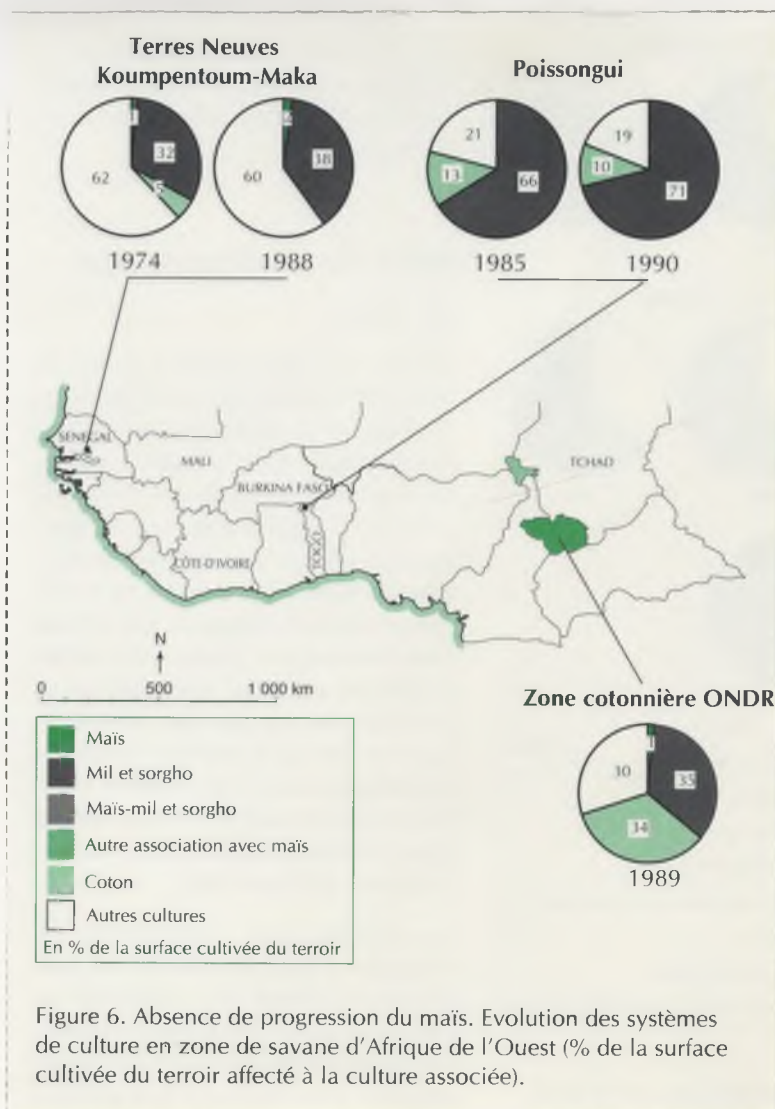 Terres Neuves
Koumpentoum-Maka
1
32
5
62
2
38
60
1974
1988
Poissongui
21
13
66
19
10
71
1985
1990
SENEGAL
MALI
BURKINA FASO
CÔTE-D'IVOIRE
TOGO
TCHAD
N
0 500 1 000 km
Zone cotonnière ONDR
1
35
34
30
1989
Maïs
Mil et sorgho
Maïs-mil et sorgho
Autre association avec maïs
Coton
Autres cultures
En % de la surface cultivée du terroir
Figure 6. Absence de progression du maïs. Evolution des systèmes
de culture en zone de savane d'Afrique de l'Ouest (% de la surface
cultivée du terroir affecté à la culture associée).